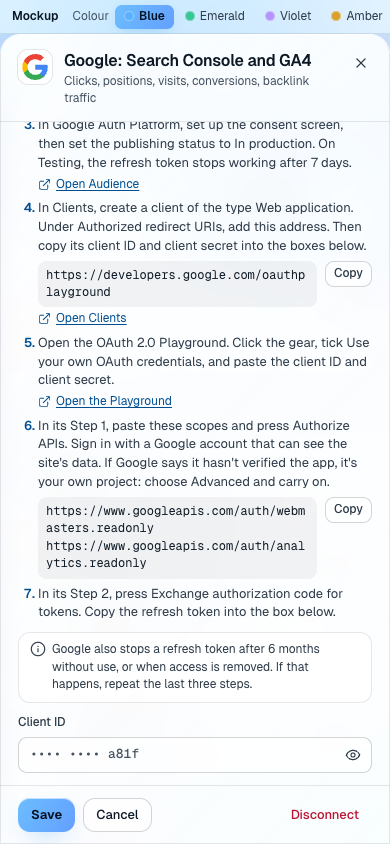 Mockup Colour Blue Emerald Violet Amber
Google: Search Console and GA4
Clicks, positions, visits, conversions, backlink
traffic
3. In Google Auth Platform, set up the consent screen,
then set the publishing status to In production. On
Testing, the refresh token stops working after 7 days.
Open Audience
4. In Clients, create a client of the type Web application.
Under Authorized redirect URIs, add this address. Then
copy its client ID and client secret into the boxes below.
https://developers.google.com/oauthp
layground
Copy
Open Clients
5. Open the OAuth 2.0 Playground. Click the gear, tick Use
your own OAuth credentials, and paste the client ID and
client secret.
Open the Playground
6. In its Step 1, paste these scopes and press Authorize
APIs. Sign in with a Google account that can see the
site's data. If Google says it hasn't verified the app, it's
your own project: choose Advanced and carry on.
https://www.googleapis.com/auth/webm
asters.readonly
https://www.googleapis.com/auth/anal
ytics.readonly
Copy
7. In its Step 2, press Exchange authorization code for
tokens. Copy the refresh token into the box below.
Google also stops a refresh token after 6 months
without use, or when access is removed. If that
happens, repeat the last three steps.
Client ID
•••• •••• a81f
Save Cancel Disconnect